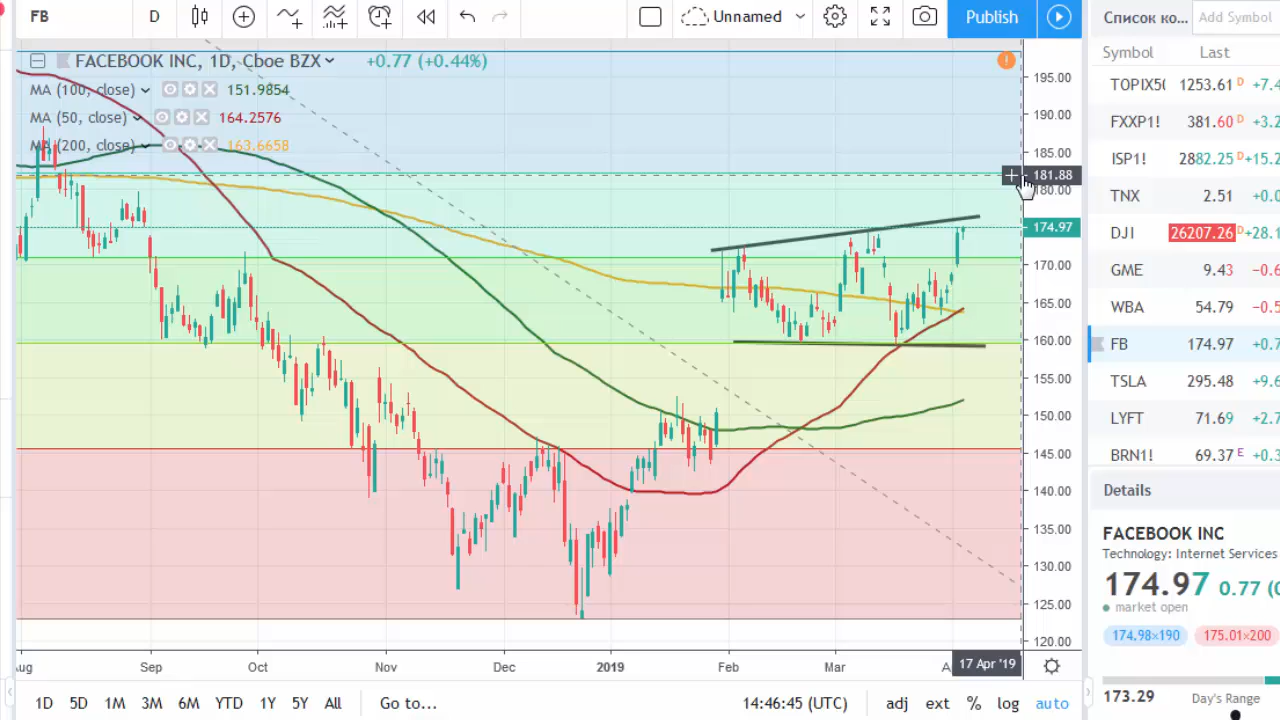 FB D Unnamed Publish
FACEBOOK INC, 1D, Cboe BZX +0.77 (+0.44%)
MA (100, close) 151.9854
MA (50, close) 164.2576
MA (200, close) 163.6658
195.00
190.00
185.00
181.88
180.00
174.97
170.00
165.00
160.00
155.00
150.00
145.00
140.00
135.00
130.00
125.00
120.00
Aug Sep Oct Nov Dec 2019 Feb Mar 17 Apr '19
1D 5D 1M 3M 6M YTD 1Y 5Y All Go to... 14:46:45 (UTC) adj ext % log auto
Список ко... Add Symbol
Symbol Last
1253.61 D +7.4
FXXP1! 381.60 D +3.2
ISP1! 2882.25 D +15.2
TNX 2.51 +0.0
DJI 26207.26 D +28.1
GME 9.43 −0.6
WBA 54.79 −0.5
FB 174.97 +0.7
TSLA 295.48 +9.6
LYFT 71.69 +2.7
BRN1! 69.37 E +0.3
Details
FACEBOOK INC
Technology: Internet Services
174.97 0.77 (0
market open
174.98×190 175.01×200
173.29 Day's Range